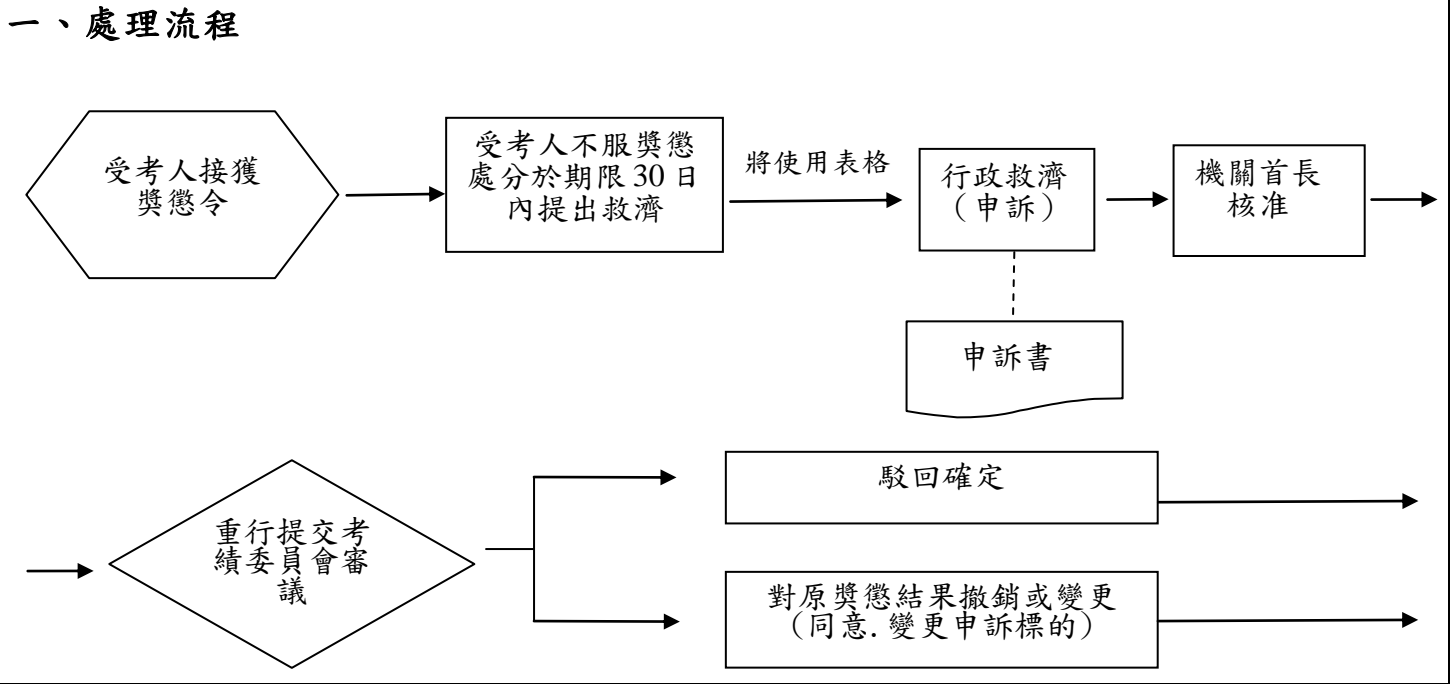 一、處理流程
受考人接獲
獎懲令
受考人不服獎懲
處分於期限 30 日
內提出救濟
將使用表格
行政救濟
（申訴）
機關首長
核准
申訴書
重行提交考
績委員會審
議
駁回確定
對原獎懲結果撤銷或變更
（同意.變更申訴標的）